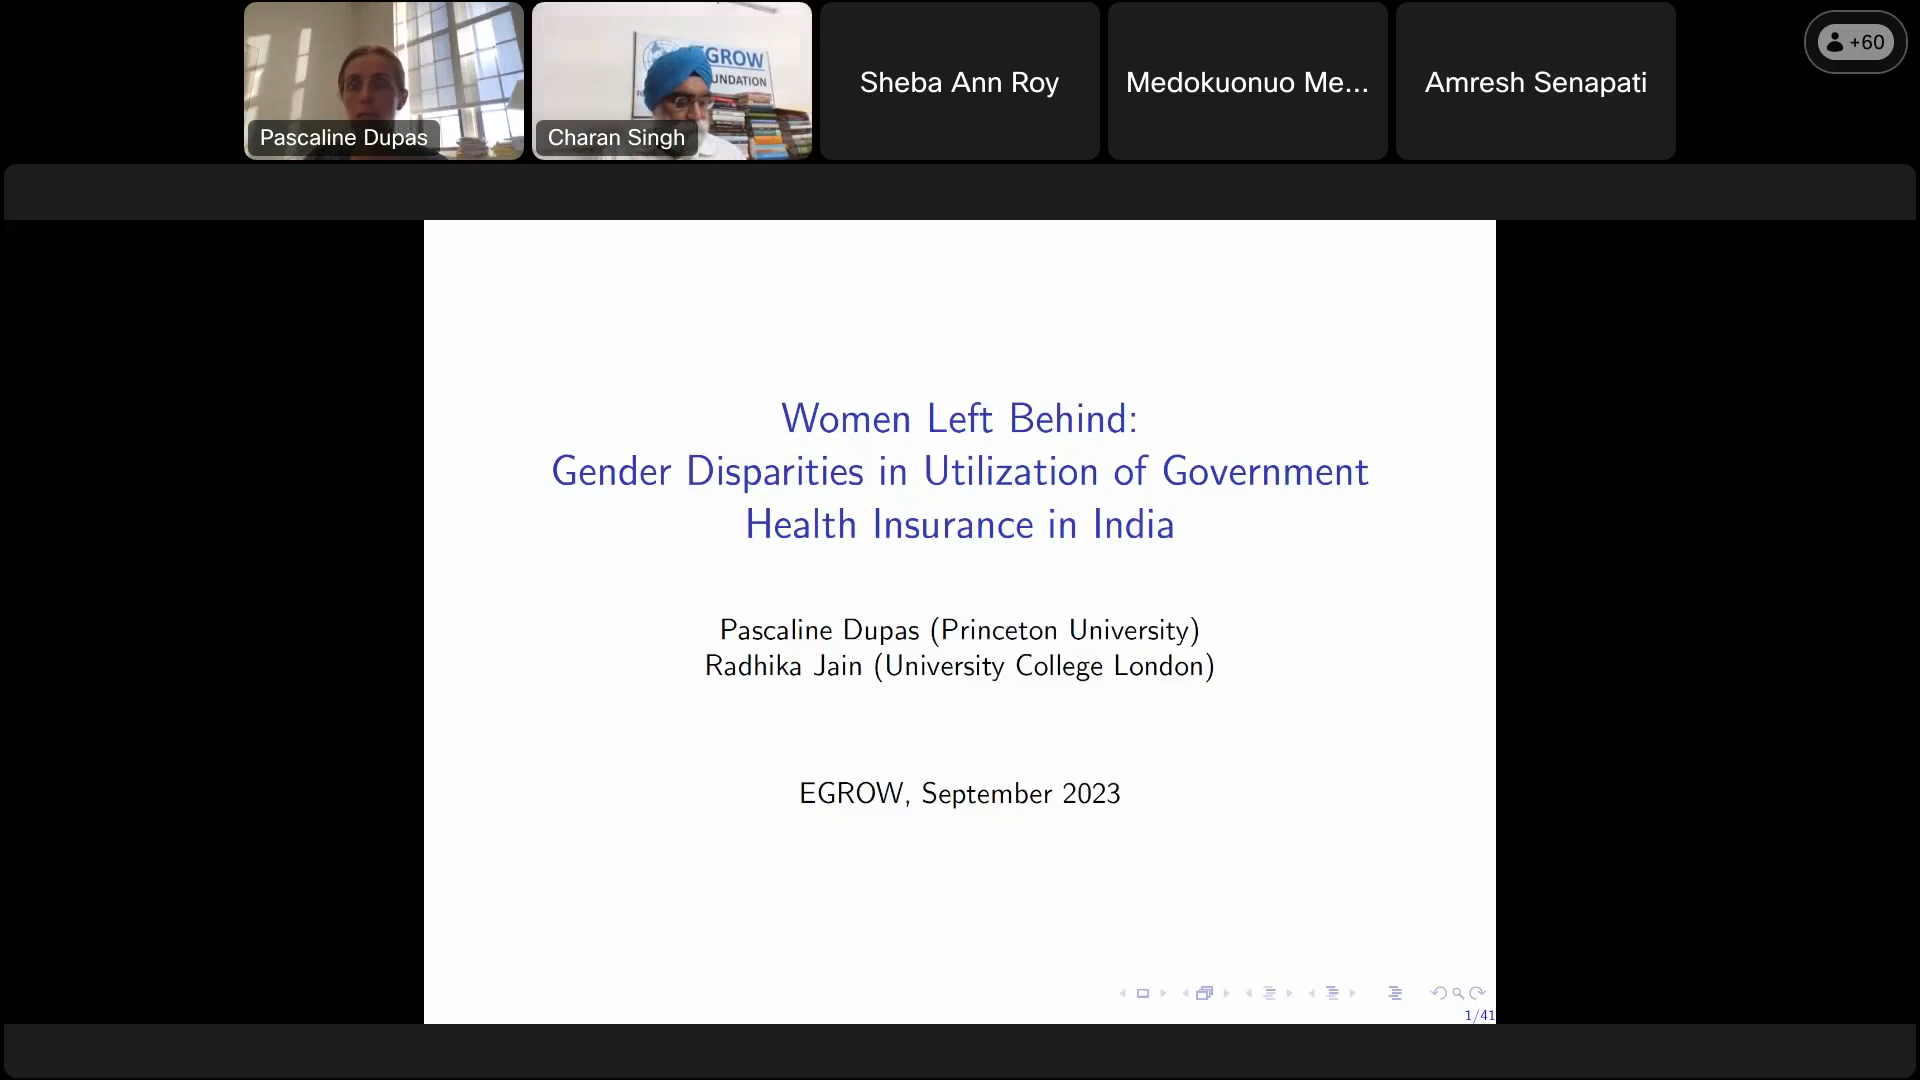 GROW
UNDATION
Pascaline Dupas
Charan Singh
Sheba Ann Roy
Medokuonuo Me...
Amresh Senapati
+60
Women Left Behind:
Gender Disparities in Utilization of Government
Health Insurance in India
Pascaline Dupas (Princeton University)
Radhika Jain (University College London)
EGROW, September 2023
1/41